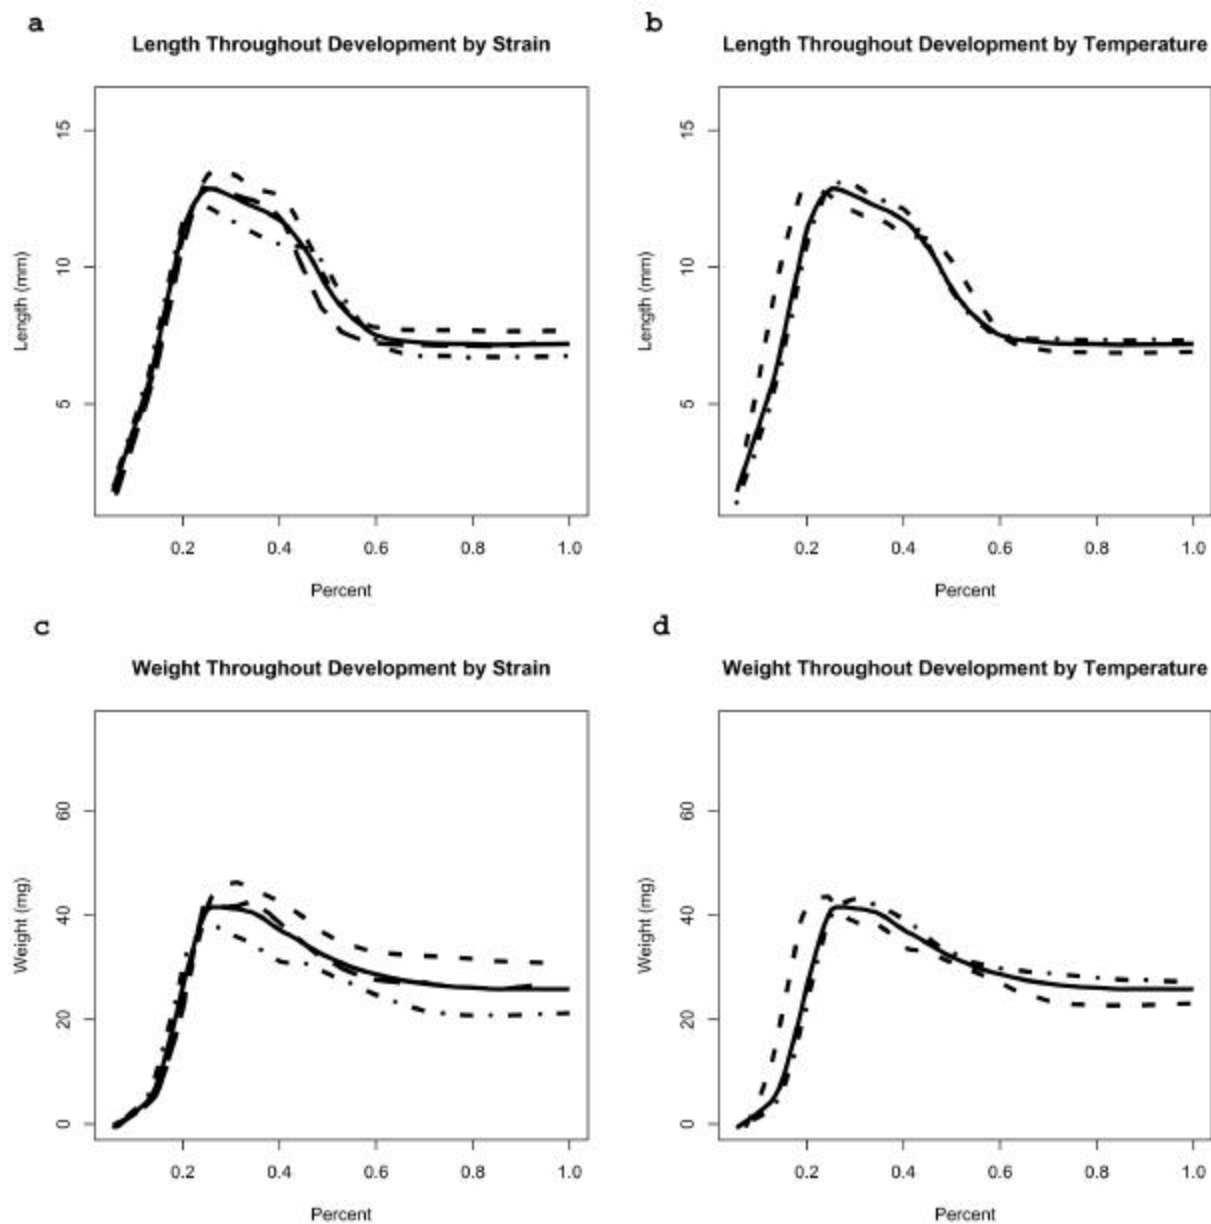 a
Length Throughout Development by Strain
Length (mm)
15
10
5
0.2 0.4 0.6 0.8 1.0
Percent
b
Length Throughout Development by Temperature
Length (mm)
15
10
5
0.2 0.4 0.6 0.8 1.0
Percent
c
Weight Throughout Development by Strain
Weight (mg)
60
40
20
0
0.2 0.4 0.6 0.8 1.0
Percent
d
Weight Throughout Development by Temperature
Weight (mg)
60
40
20
0
0.2 0.4 0.6 0.8 1.0
Percent